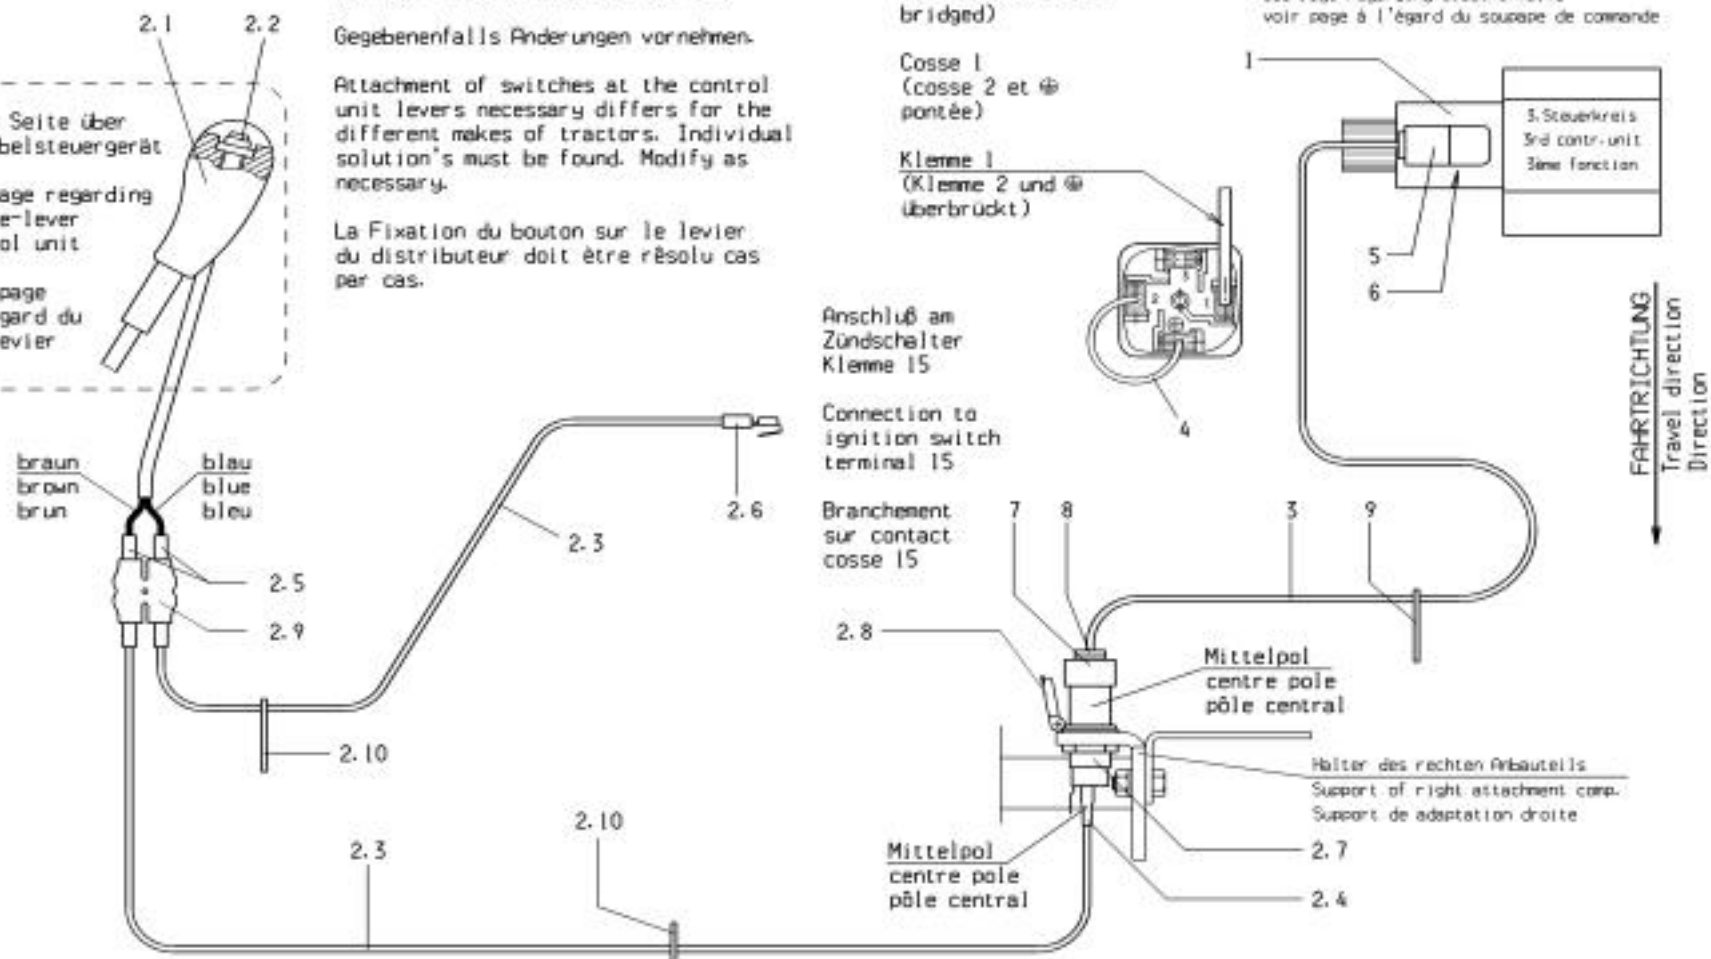 2.1
2.2
Gegebenenfalls Änderungen vornehmen.
Attachment of switches at the control
unit levers necessary differs for the
different makes of tractors. Individual
solution's must be found. Modify as
necessary.
La Fixation du bouton sur le levier
du distributeur doit être rêsolu cas
par cas.
Seite über
belsteuergerät
age regarding
e-lever
ol unit
page
gard du
evier
bridged)
Cosse 1
(cosse 2 et ⏚
pontêe)
Klemme 1
(Klemme 2 und ⏚
überbrückt)
voir page à l'êgard du soupape de commande
1
3.Steuerkreis
3rd contr.unit
3ème fonction
5
6
3
2
1
4
FAHRTRICHTUNG
Travel direction
Direction
Anschluß am
Zündschalter
Klemme 15
Connection to
ignition switch
terminal 15
Branchement
sur contact
cosse 15
braun
brown
brun
blau
blue
bleu
2.6
2.3
2.5
2.9
7
8
3
9
2.8
Mittelpol
centre pole
pôle central
2.10
Halter des rechten Anbauteils
Support of right attachment comp.
Support de adaptation droite
2.10
2.3
Mittelpol
centre pole
pôle central
2.7
2.4